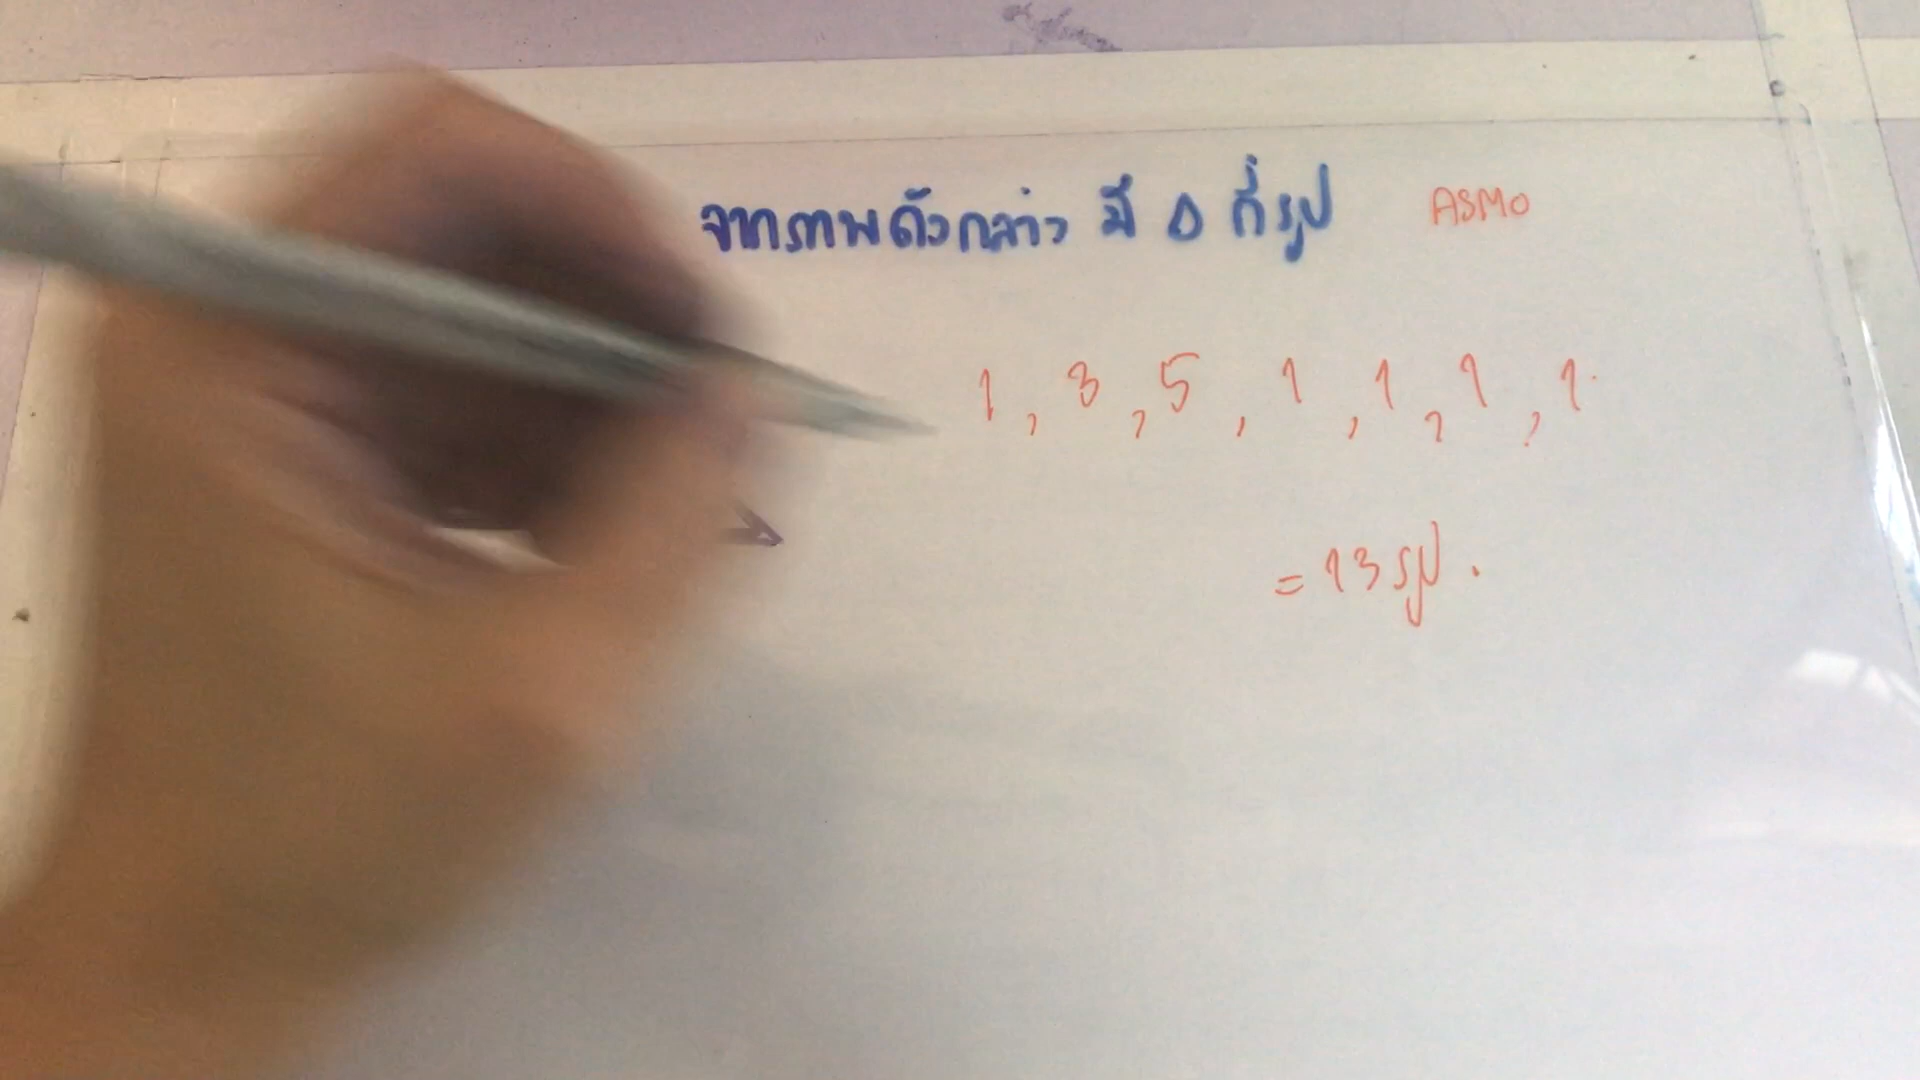 จากภาพดังกล่าว มี Δ กี่รูป ASMO
1 , 3 , 5 , 1 , 1 , 1 , 1
= 13 รูป .